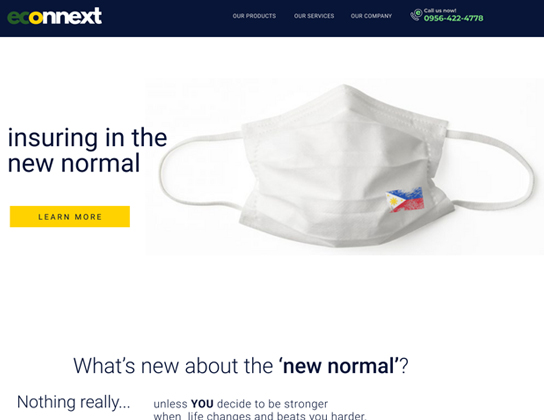 econnext
OUR PRODUCTS
OUR SERVICES
OUR COMPANY
Call us now!
0956-422-4778
insuring in the
new normal
LEARN MORE
What's new about the ‘new normal’?
Nothing really...
unless YOU decide to be stronger
when life changes and beats you harder.